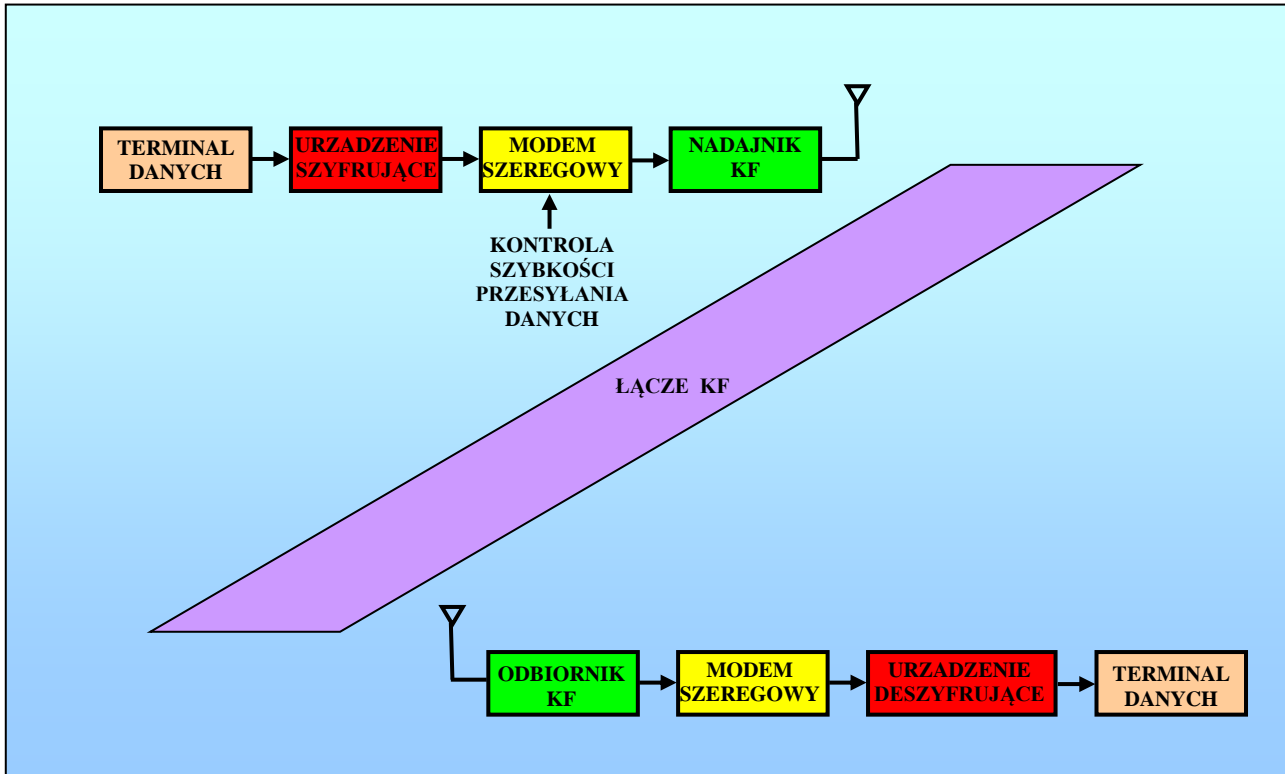 TERMINAL
DANYCH
URZADZENIE
SZYFRUJĄCE
MODEM
SZEREGOWY
NADAJNIK
KF
KONTROLA
SZYBKOŚCI
PRZESYŁANIA
DANYCH
ŁĄCZE KF
ODBIORNIK
KF
MODEM
SZEREGOWY
URZADZENIE
DESZYFRUJĄCE
TERMINAL
DANYCH